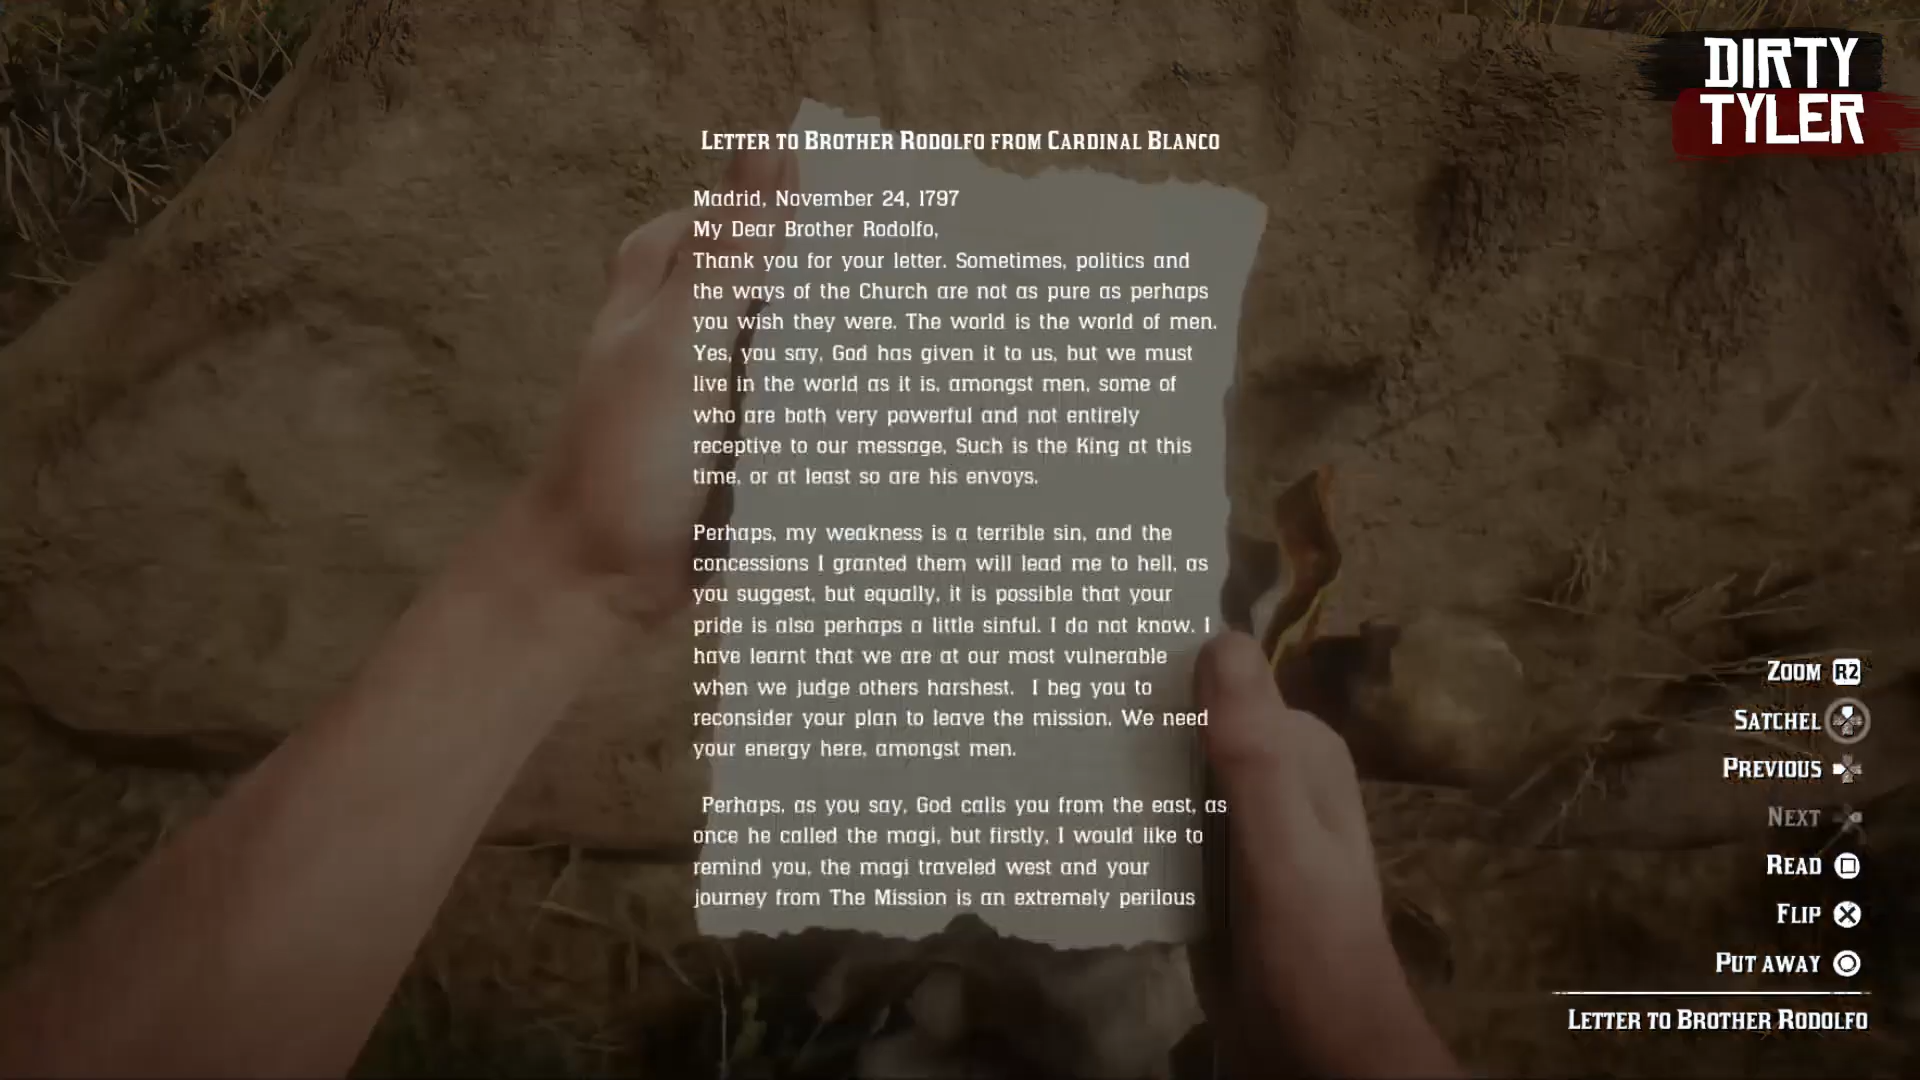 DIRTY
TYLER
LETTER TO BROTHER RODOLFO FROM CARDINAL BLANCO
Madrid, November 24, 1797
My Dear Brother Rodolfo,
Thank you for your letter. Sometimes, politics and
the ways of the Church are not as pure as perhaps
you wish they were. The world is the world of men.
Yes, you say, God has given it to us, but we must
live in the world as it is, amongst men, some of
who are both very powerful and not entirely
receptive to our message, Such is the King at this
time, or at least so are his envoys.
Perhaps, my weakness is a terrible sin, and the
concessions I granted them will lead me to hell, as
you suggest, but equally, it is possible that your
pride is also perhaps a little sinful. I do not know. I
have learnt that we are at our most vulnerable
when we judge others harshest.  I beg you to
reconsider your plan to leave the mission. We need
your energy here, amongst men.
Perhaps, as you say, God calls you from the east, as
once he called the magi, but firstly, I would like to
remind you, the magi traveled west and your
journey from The Mission is an extremely perilous
ZOOM R2
SATCHEL
PREVIOUS
NEXT
READ
FLIP
PUT AWAY
LETTER TO BROTHER RODOLFO